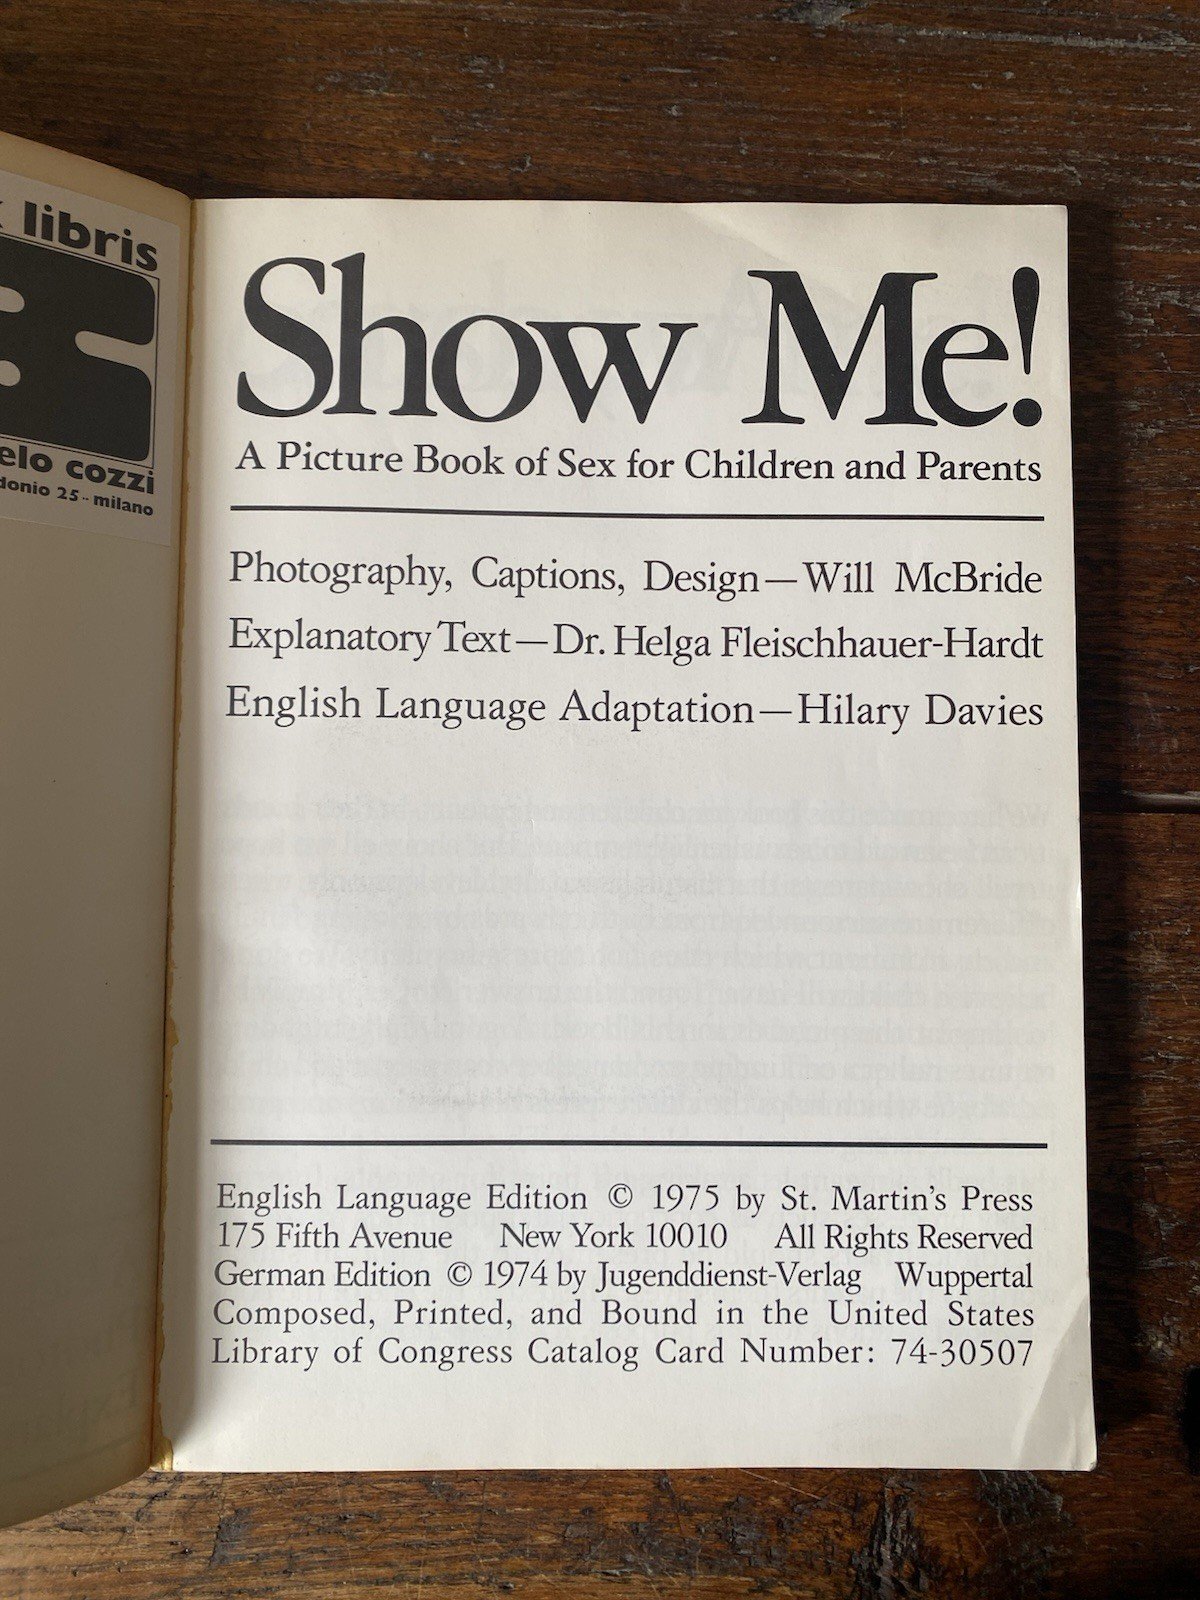 libris
cozzi
25 - milano
Show Me!
A Picture Book of Sex for Children and Parents
Photography, Captions, Design—Will McBride
Explanatory Text—Dr. Helga Fleischhauer-Hardt
English Language Adaptation—Hilary Davies
English Language Edition © 1975 by St. Martin's Press
175 Fifth Avenue New York 10010 All Rights Reserved
German Edition © 1974 by Jugenddienst-Verlag Wuppertal
Composed, Printed, and Bound in the United States
Library of Congress Catalog Card Number: 74-30507